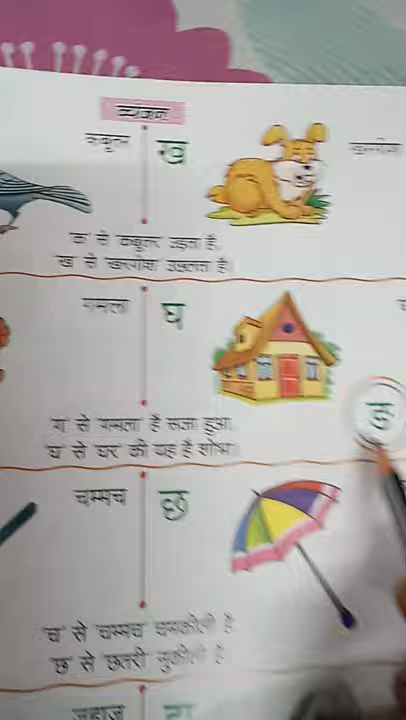 व्यंजन
कबूतर ख खरगोश
'क' से कबूतर उड़ता है।
'ख' से खरगोश उछलता है।
गमला घ
'ग' से 'गमला' है सजा हुआ,
'घ' से 'घर' की यह है शोभा।
ङ
चम्मच छ
'च' से 'चम्मच' चमकीली है
'छ' से 'छतरी' नुकीली है
जहाज